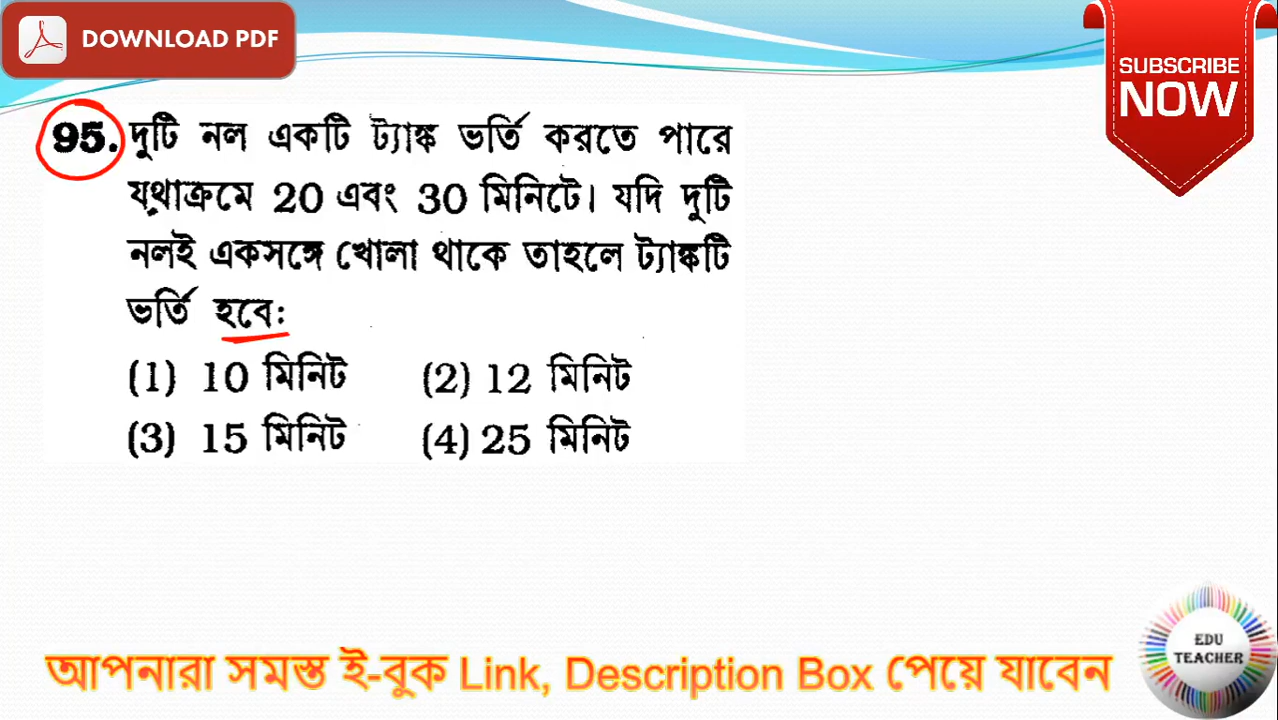 DOWNLOAD PDF
SUBSCRIBE
NOW
95. দুটি নল একটি ট্যাঙ্ক ভর্তি করতে পারে
যথাক্রমে 20 এবং 30 মিনিটে। যদি দুটি
নলই একসঙ্গে খোলা থাকে তাহলে ট্যাঙ্কটি
ভর্তি হবে:
(1) 10 মিনিট (2) 12 মিনিট
(3) 15 মিনিট (4) 25 মিনিট
EDU
TEACHER
আপনারা সমস্ত ই-বুক Link, Description Box পেয়ে যাবেন